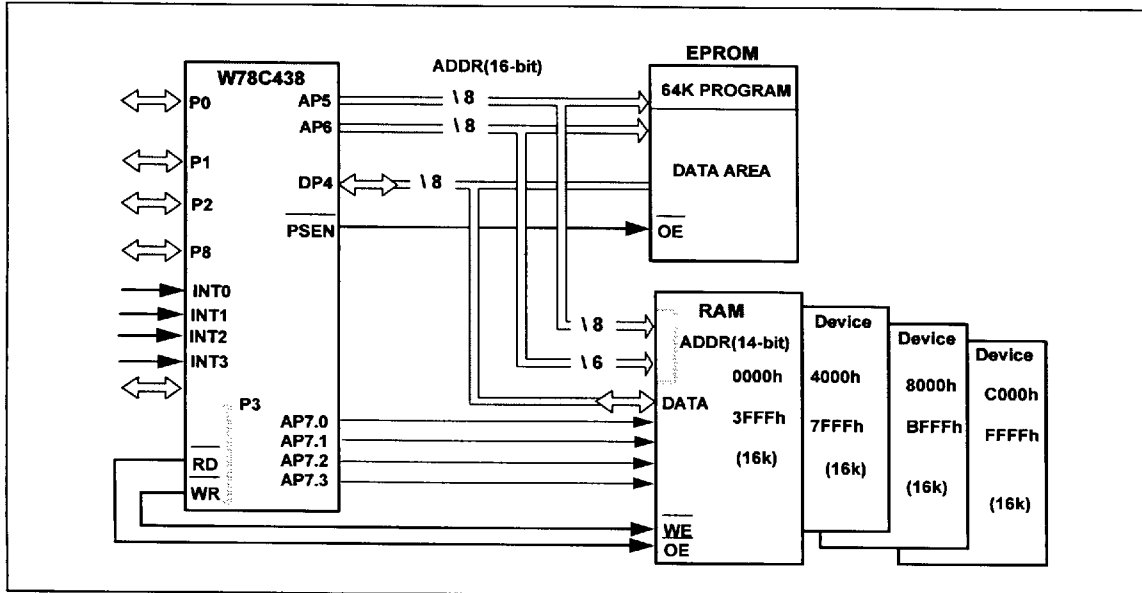 EPROM
W78C438
ADDR(16-bit)
P0
AP5
\ 8
64K PROGRAM
AP6
\ 8
P1
DATA AREA
DP4
\ 8
P2
PSEN
OE
P8
INT0
INT1
INT2
INT3
RAM
\ 8
ADDR(14-bit)
\ 6
0000h
DATA
3FFFh
(16k)
Device
4000h
7FFFh
(16k)
Device
8000h
BFFFh
(16k)
Device
C000h
FFFFh
(16k)
P3
AP7.0
AP7.1
AP7.2
AP7.3
RD
WR
WE
OE